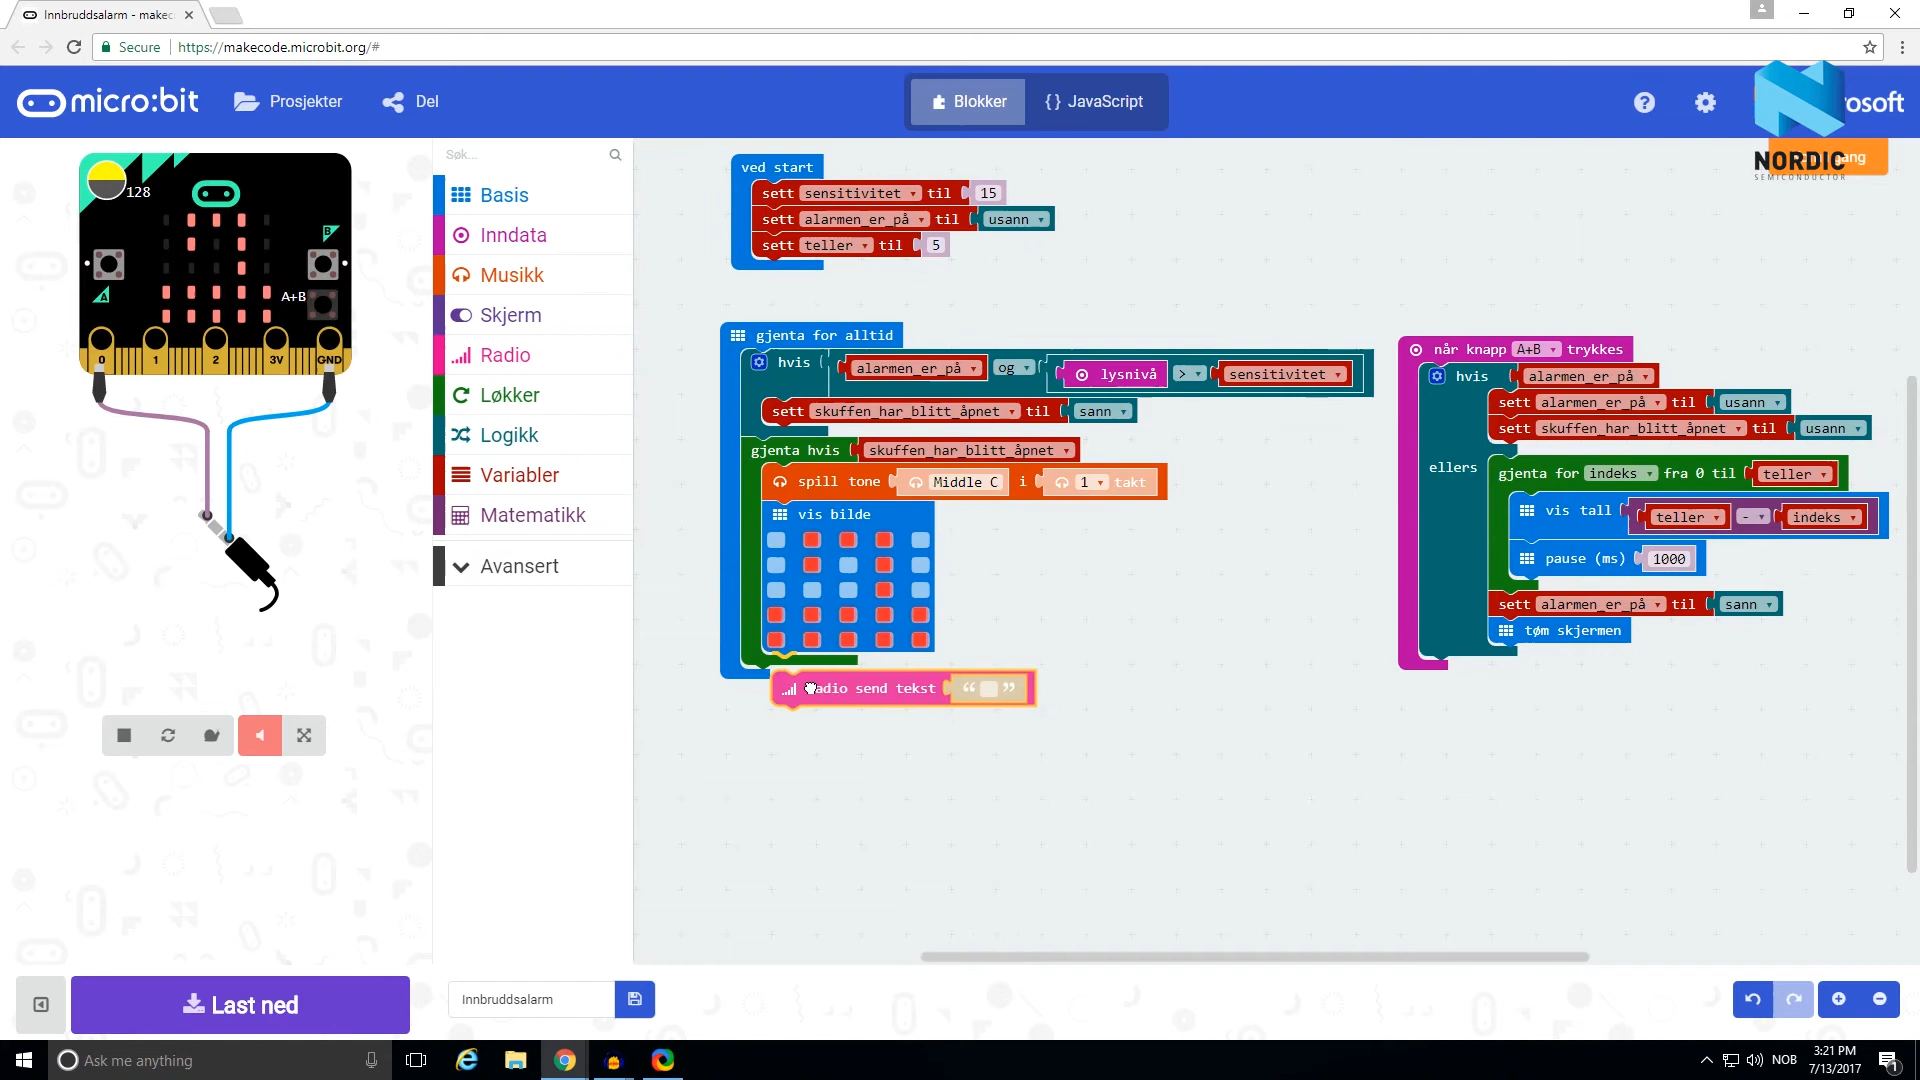 Innbruddsalarm - makec
Secure
https://makecode.microbit.org/#
micro:bit
Prosjekter
Del
Blokker
{} JavaScript
osoft
NORDIC
SEMICONDUCTOR
gang
128
B
A
A+B
0 1 2 3V GND
Søk...
Basis
Inndata
Musikk
Skjerm
Radio
Løkker
Logikk
Variabler
Matematikk
Avansert
ved start
sett sensitivitet til 15
sett alarmen_er_på til usann
sett teller til 5
gjenta for alltid
hvis alarmen_er_på og lysnivå > sensitivitet
sett skuffen_har_blitt_åpnet til sann
gjenta hvis skuffen_har_blitt_åpnet
spill tone Middle C i 1 takt
vis bilde
radio send tekst “ ”
når knapp A+B trykkes
hvis alarmen_er_på
sett alarmen_er_på til usann
sett skuffen_har_blitt_åpnet til usann
ellers gjenta for indeks fra 0 til teller
vis tall teller - indeks
pause (ms) 1000
sett alarmen_er_på til sann
tøm skjermen
Last ned
Innbruddsalarm
Ask me anything
NOB
3:21 PM
7/13/2017
1